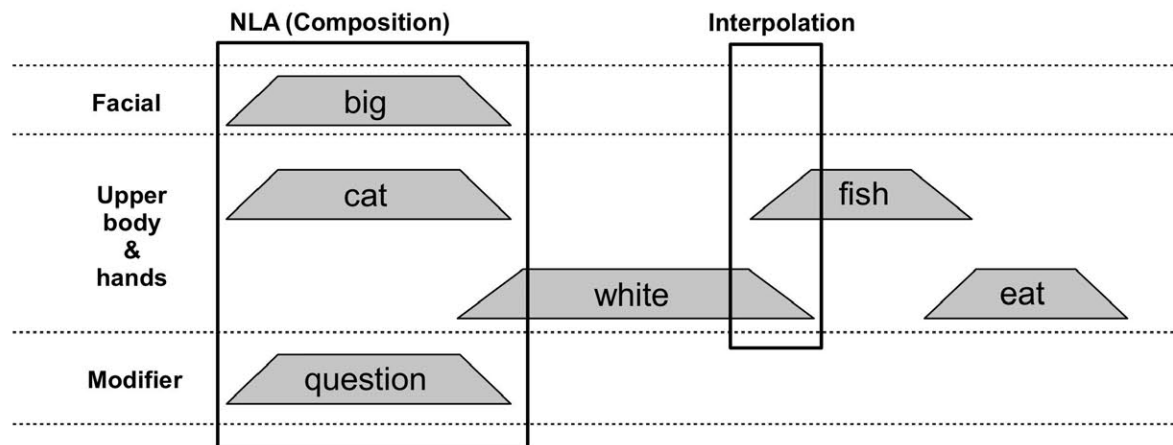 NLA (Composition)
Interpolation
Facial
big
Upper
body
&
hands
cat
fish
white
eat
Modifier
question